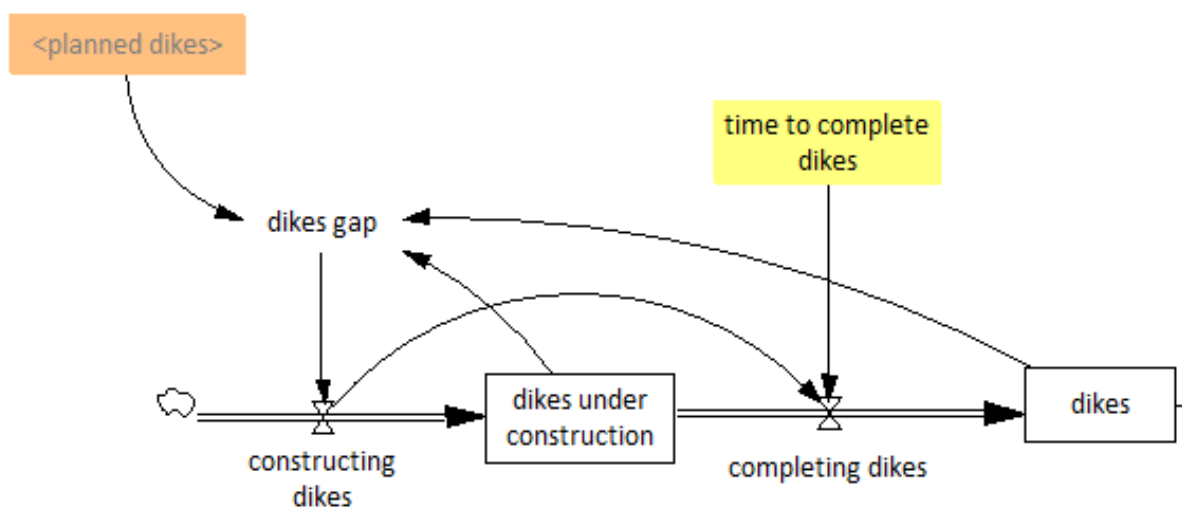 <planned dikes>
time to complete
dikes
dikes gap
dikes under
construction
dikes
constructing
dikes
completing dikes